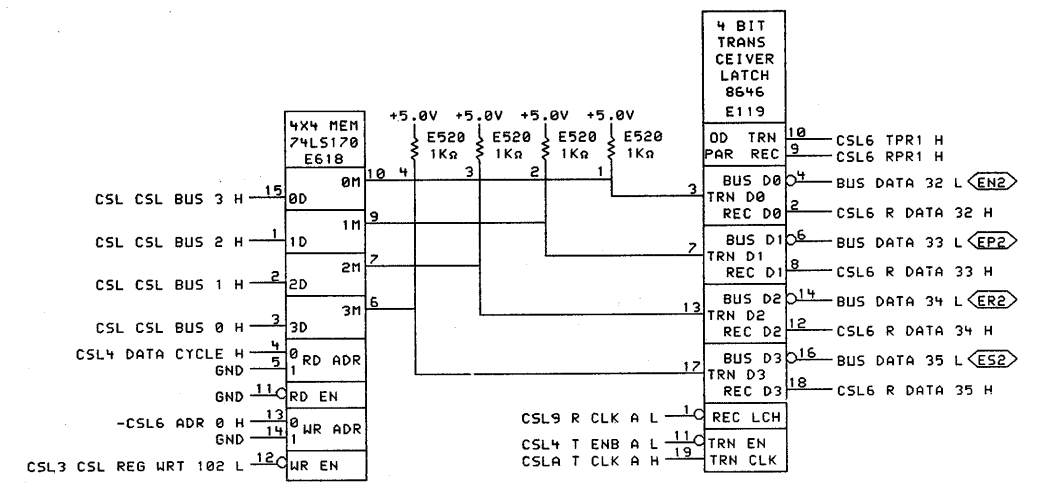 4 BIT
TRANS
CEIVER
LATCH
8646
E119
+5.0V +5.0V +5.0V +5.0V
E520 E520 E520 E520
1KΩ 1KΩ 1KΩ 1KΩ
4X4 MEM
74LS170
E618
OD TRN 10 CSL6 TPR1 H
PAR REC 9 CSL6 RPR1 H
0M 10 4 3 2 1
CSL CSL BUS 3 H 15 0D
1M 9
CSL CSL BUS 2 H 1 1D
2M 7
CSL CSL BUS 1 H 2 2D
3M 6
CSL CSL BUS 0 H 3 3D
CSL4 DATA CYCLE H 4 0 RD ADR
GND 5 1
GND 11 RD EN
-CSL6 ADR 0 H 13 0 WR ADR
GND 14 1
CSL3 CSL REG WRT 102 L 12 WR EN
BUS D0 4 BUS DATA 32 L EN2
3 TRN D0
REC D0 2 CSL6 R DATA 32 H
BUS D1 6 BUS DATA 33 L EP2
7 TRN D1
REC D1 8 CSL6 R DATA 33 H
BUS D2 14 BUS DATA 34 L ER2
13 TRN D2
REC D2 12 CSL6 R DATA 34 H
BUS D3 16 BUS DATA 35 L ES2
17 TRN D3
REC D3 18 CSL6 R DATA 35 H
CSL9 R CLK A L 1 REC LCH
CSL4 T ENB A L 11 TRN EN
CSLA T CLK A H 19 TRN CLK